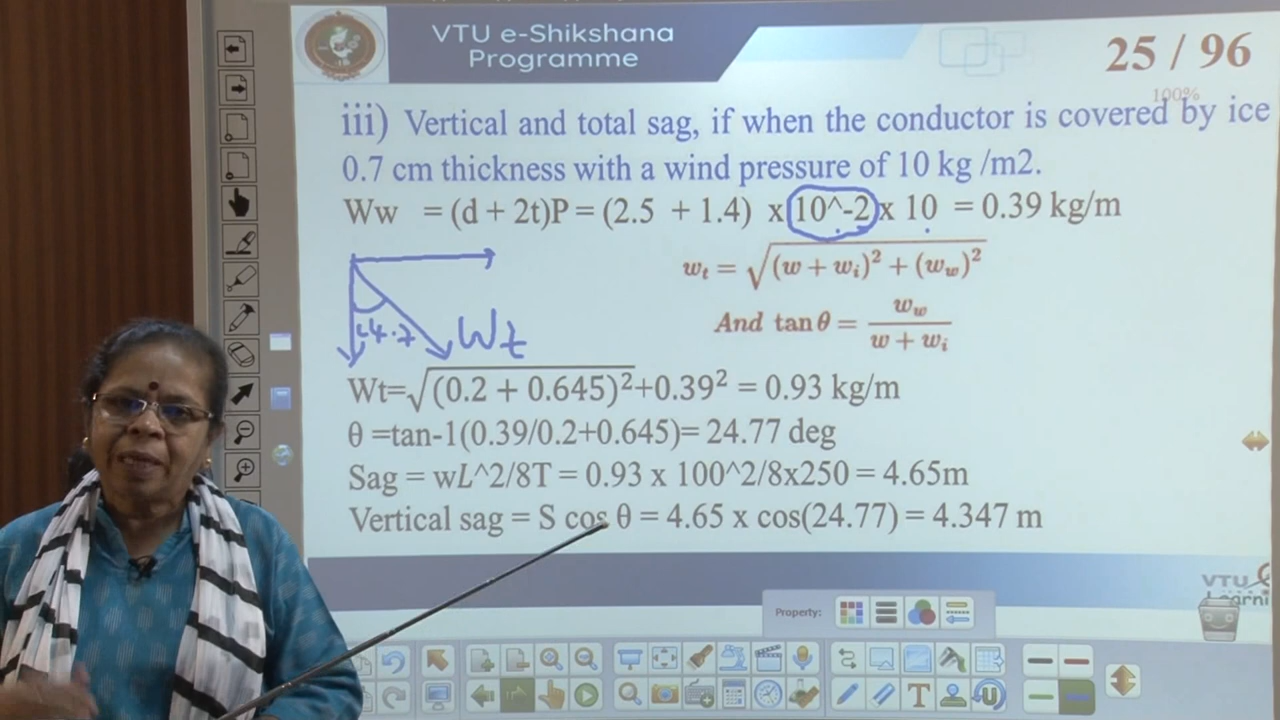 VTU e-Shikshana
Programme
25 / 96
100%
iii) Vertical and total sag, if when the conductor is covered by ice
0.7 cm thickness with a wind pressure of 10 kg /m2.
Ww = (d + 2t)P = (2.5 + 1.4) x 10^-2 x 10 = 0.39 kg/m
wₜ = √(w + wᵢ)² + (w_w)²
And tan θ = w_w / w + wᵢ
24.7
Wt
Wt=√(0.2 + 0.645)²+0.39² = 0.93 kg/m
θ =tan-1(0.39/0.2+0.645)= 24.77 deg
Sag = wL^2/8T = 0.93 x 100^2/8x250 = 4.65m
Vertical sag = S cos θ = 4.65 x cos(24.77) = 4.347 m
VTU
Learni
Property: